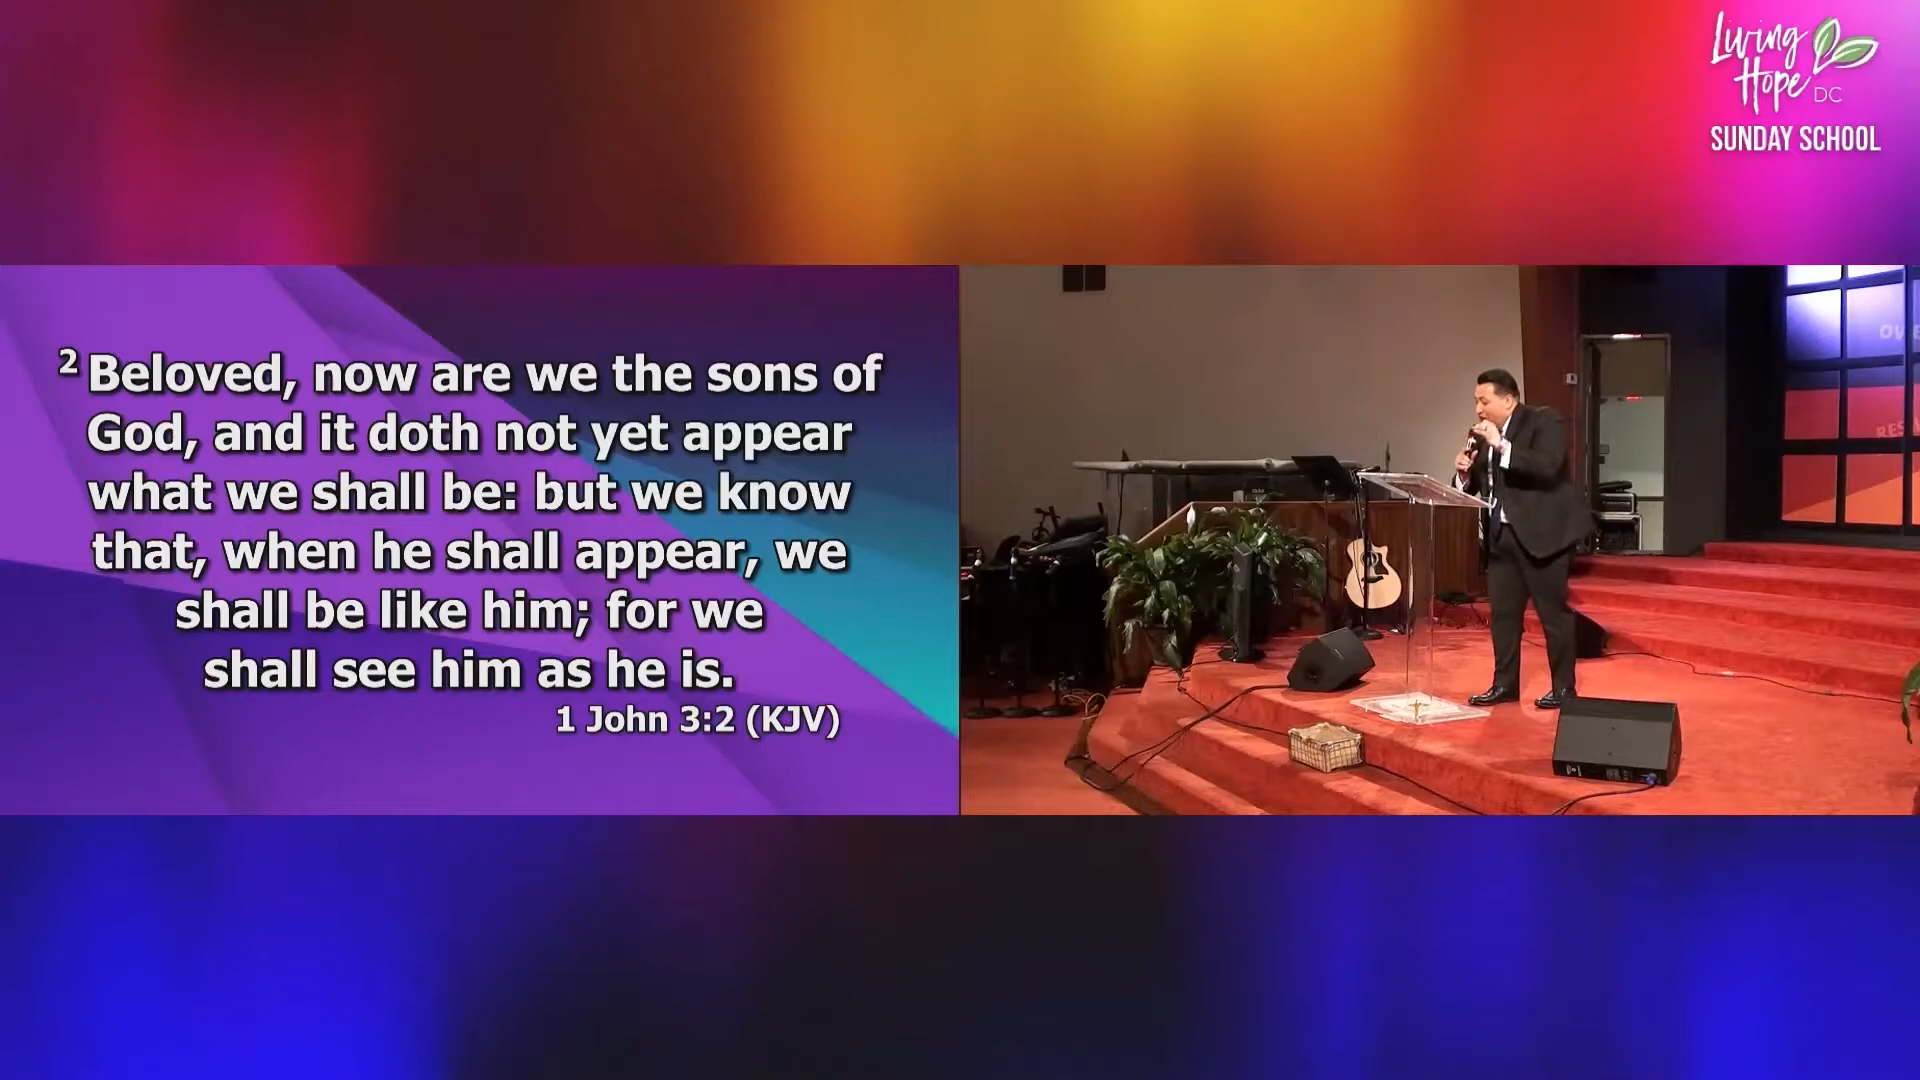 Living
Hope
DC
SUNDAY SCHOOL
2 Beloved, now are we the sons of
God, and it doth not yet appear
what we shall be: but we know
that, when he shall appear, we
shall be like him; for we
shall see him as he is.
1 John 3:2 (KJV)